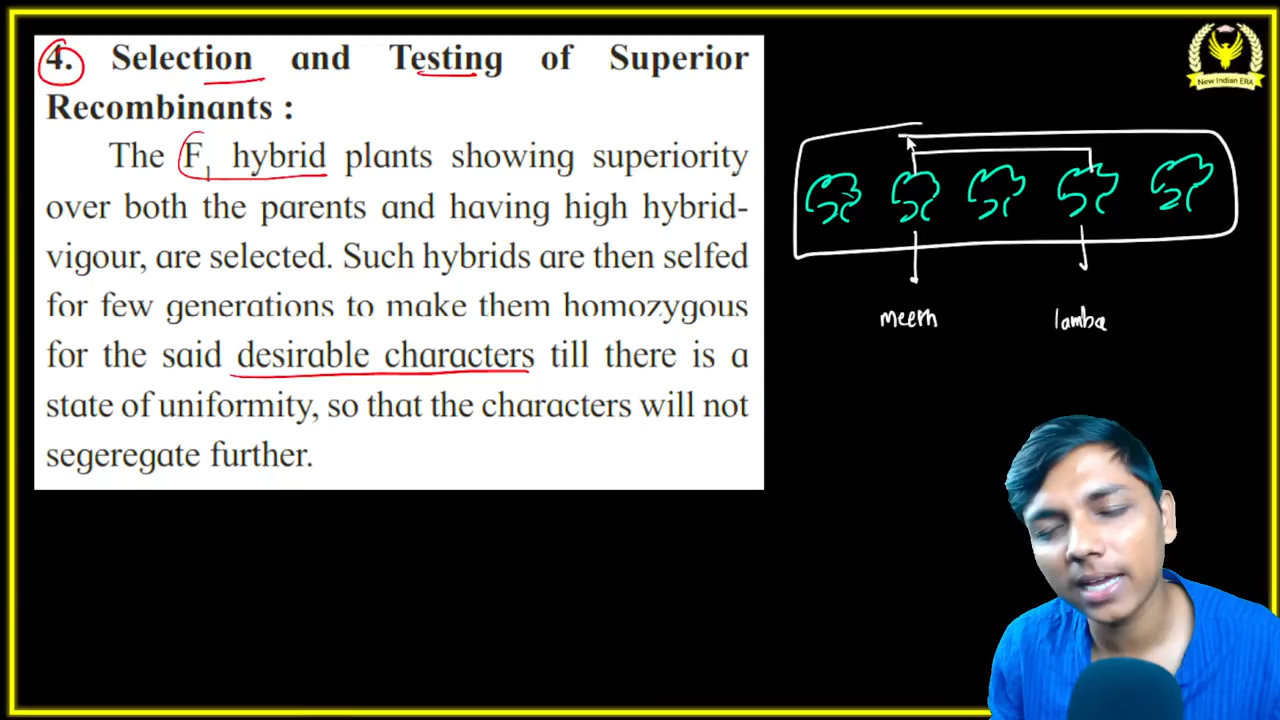 4. Selection and Testing of Superior
Recombinants :
The F1 hybrid plants showing superiority
over both the parents and having high hybrid-
vigour, are selected. Such hybrids are then selfed
for few generations to make them homozygous
for the said desirable characters till there is a
state of uniformity, so that the characters will not
segeregate further.
New Indian ERA
lamba